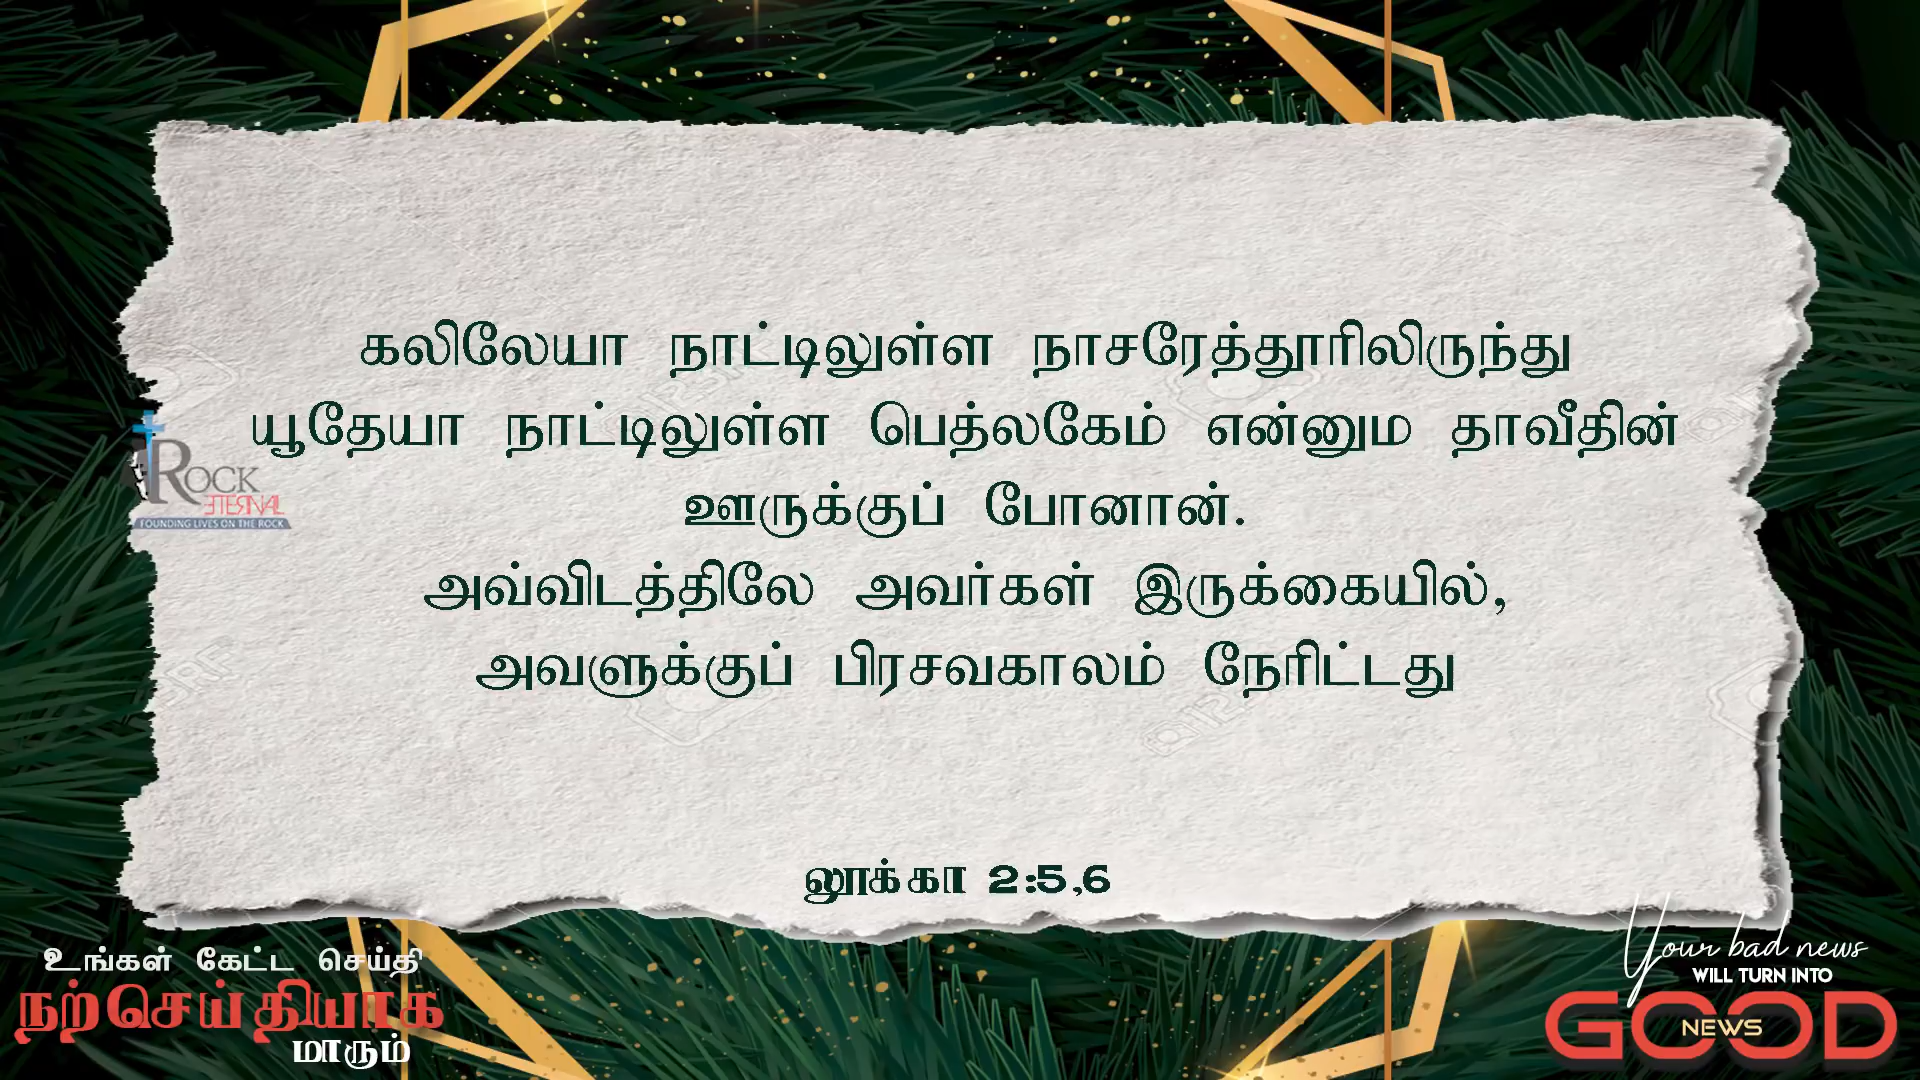 கலிலேயா நாட்டிலுள்ள நாசரேத்தூரிலிருந்து
யூதேயா நாட்டிலுள்ள பெத்லகேம் என்னும தாவீதின்
ஊருக்குப் போனான்.
அவ்விடத்திலே அவர்கள் இருக்கையில்,
அவளுக்குப் பிரசவகாலம் நேரிட்டது
லூக்கா 2:5,6
ROCK
ETERNAL
FOUNDING LIVES ON THE ROCK
உங்கள் கேட்ட செய்தி
நற்செய்தியாக
மாரும்
Your bad news
WILL TURN INTO
GOOD
NEWS